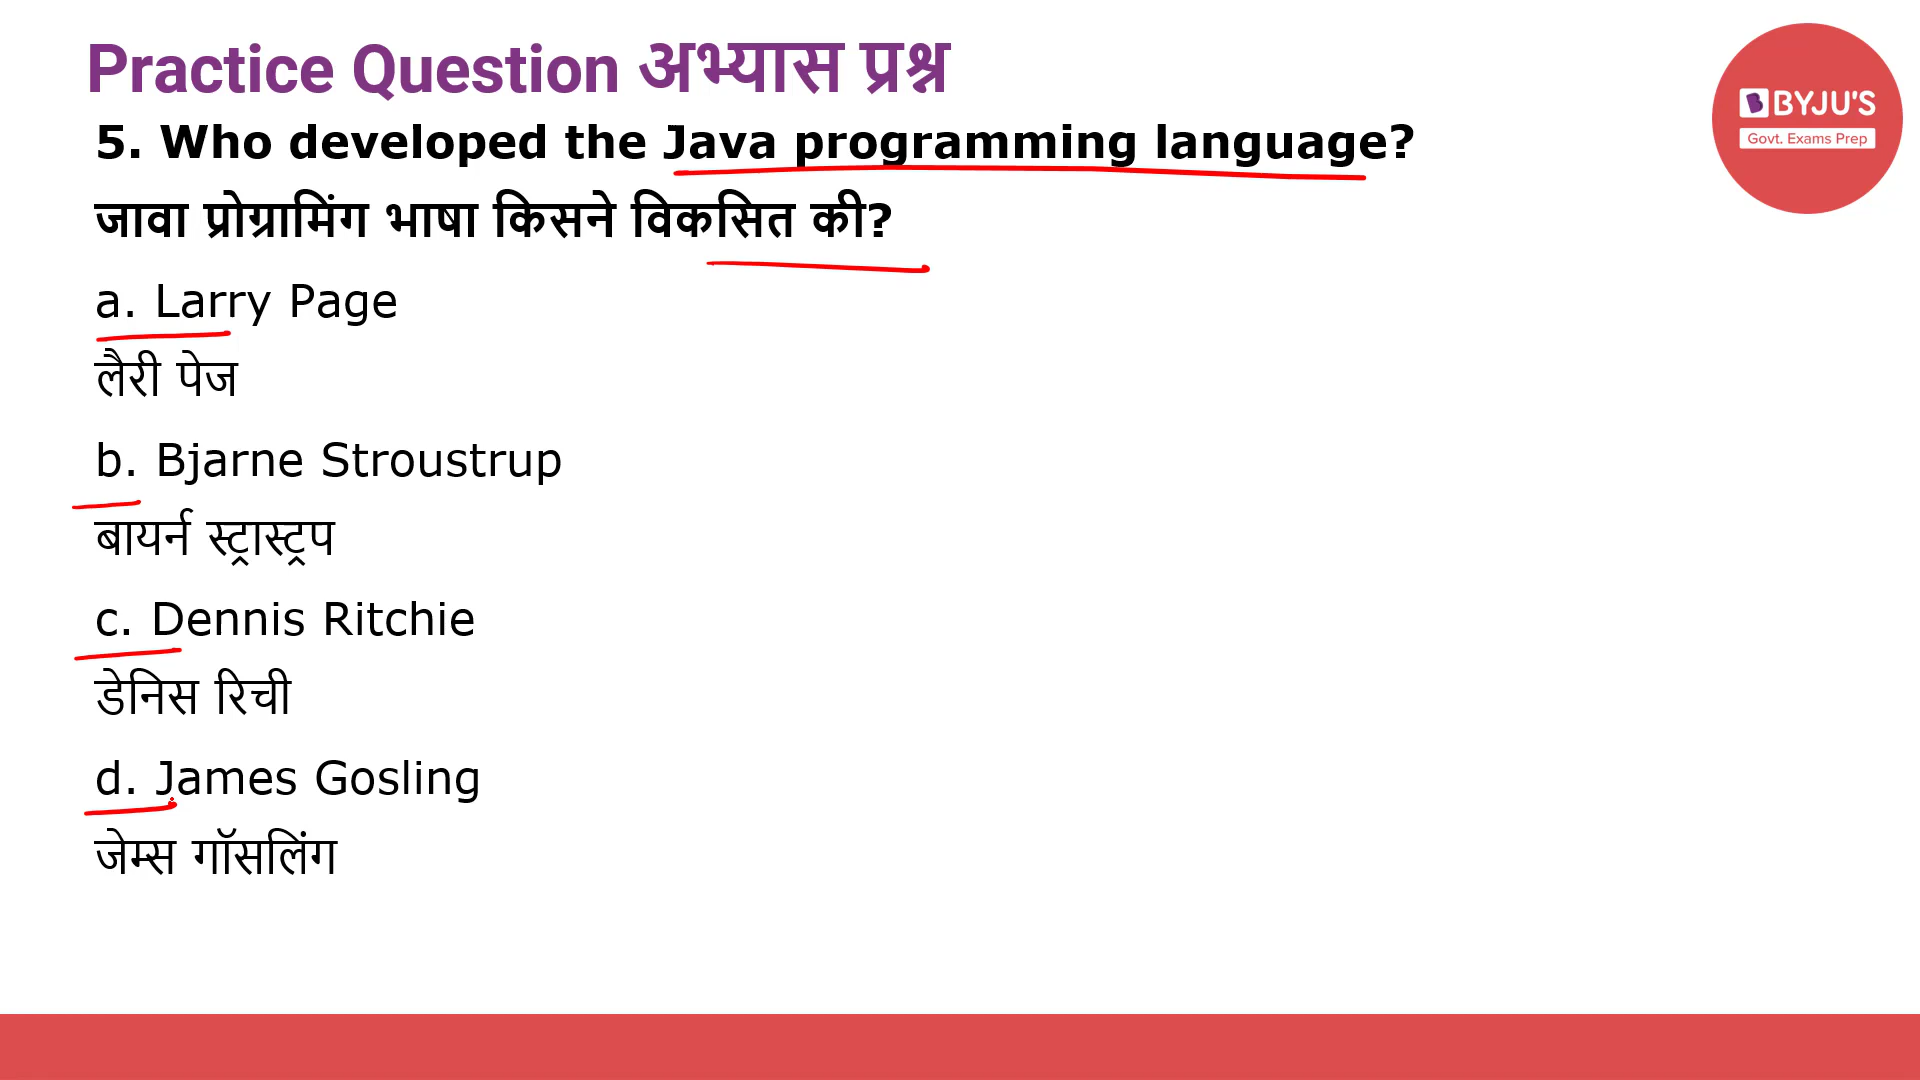 Practice Question अभ्यास प्रश्न
BYJU'S
Govt. Exams Prep
5. Who developed the Java programming language?
जावा प्रोग्रामिंग भाषा किसने विकसित की?
a. Larry Page
लैरी पेज
b. Bjarne Stroustrup
बायर्न स्ट्रास्ट्रप
c. Dennis Ritchie
डेनिस रिची
d. James Gosling
जेम्स गॉसलिंग